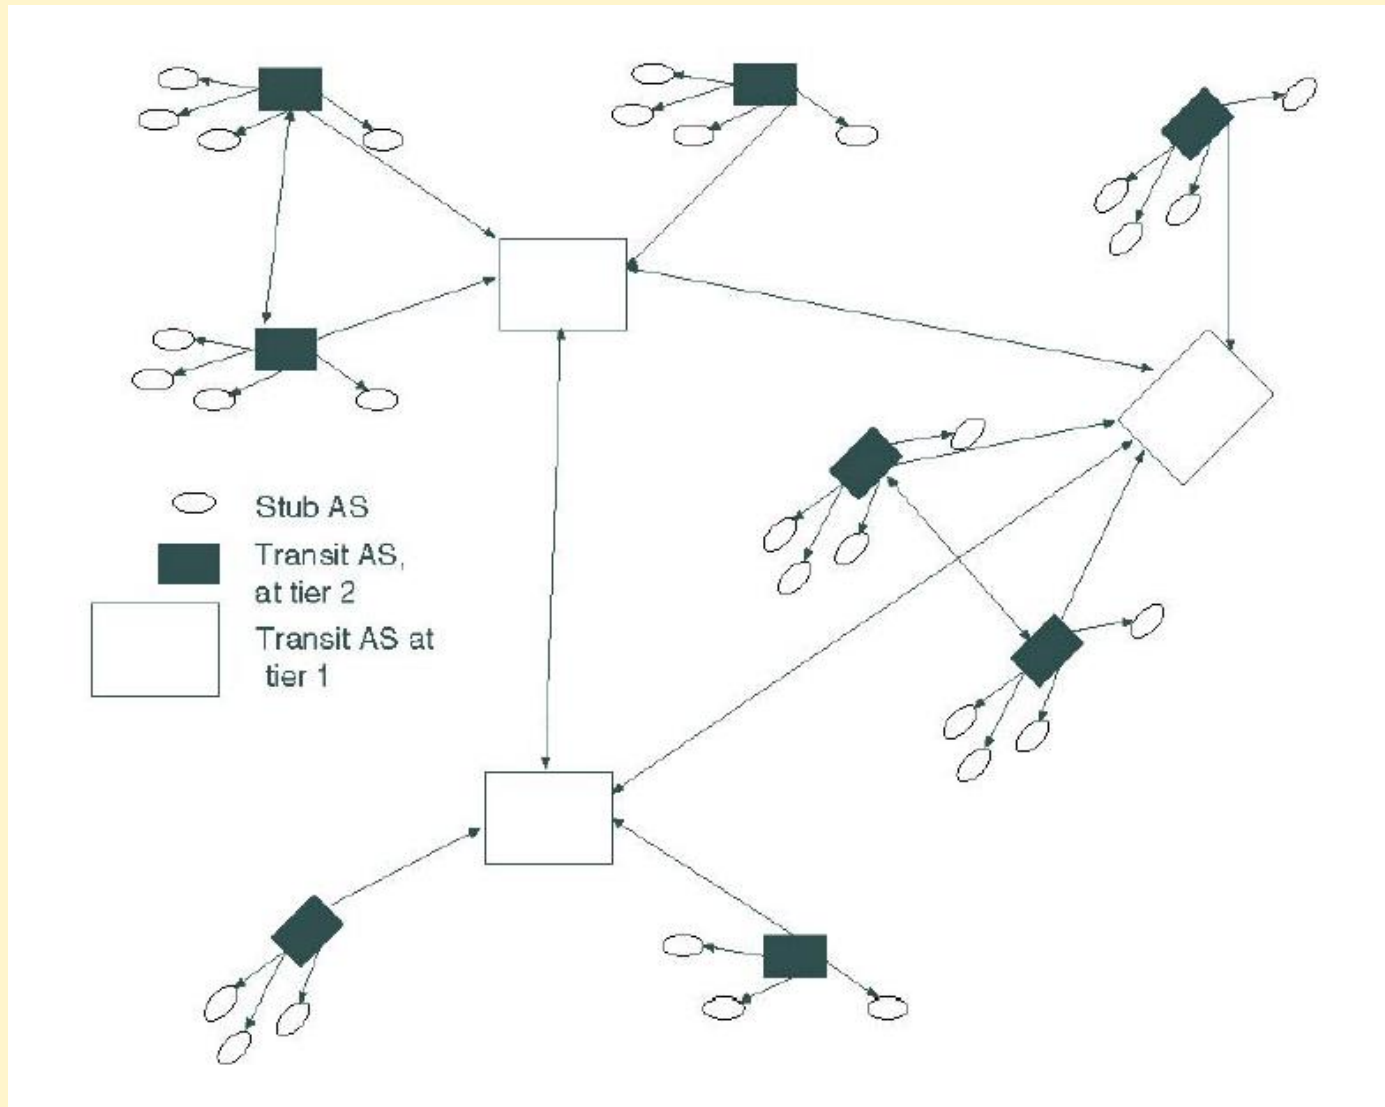 Stub AS
Transit AS,
at tier 2
Transit AS at
tier 1